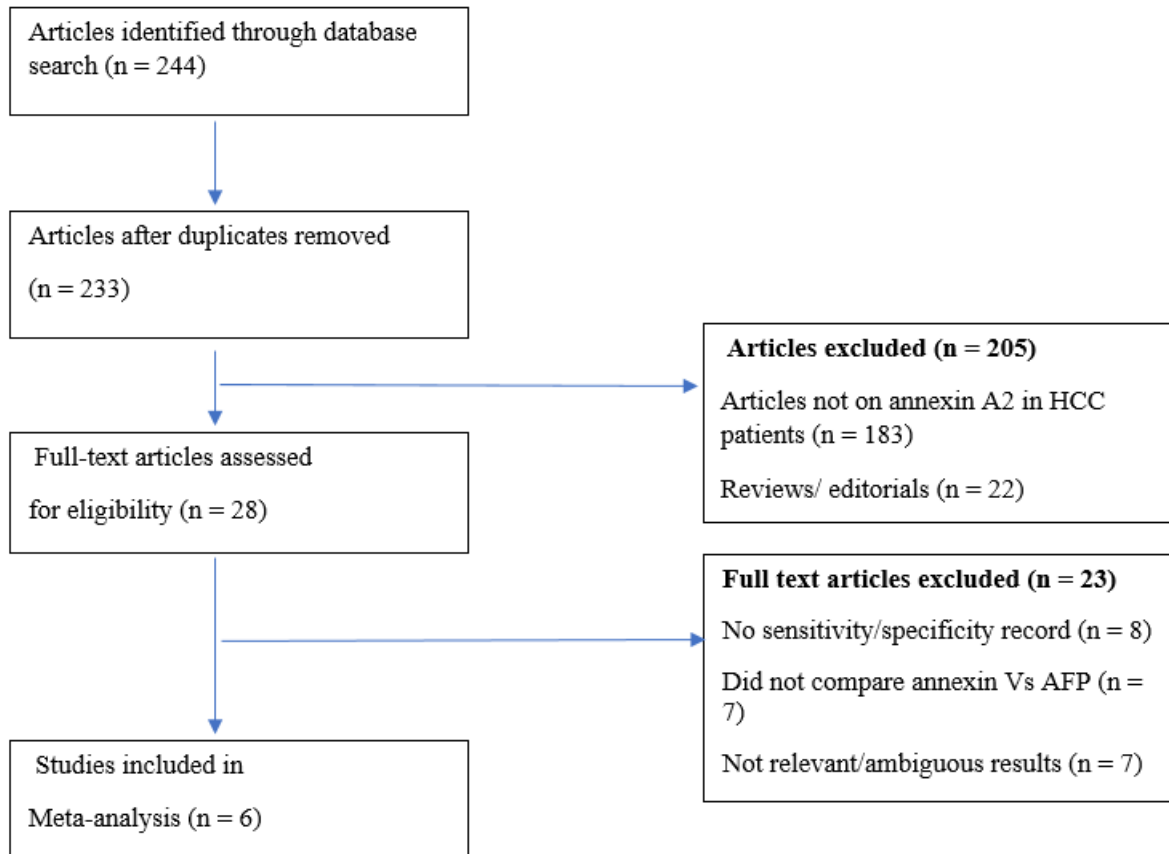 Articles identified through database
search (n = 244)
Articles after duplicates removed
(n = 233)
Articles excluded (n = 205)
Articles not on annexin A2 in HCC
patients (n = 183)
Reviews/ editorials (n = 22)
Full-text articles assessed
for eligibility (n = 28)
Full text articles excluded (n = 23)
No sensitivity/specificity record (n = 8)
Did not compare annexin Vs AFP (n =
7)
Not relevant/ambiguous results (n = 7)
Studies included in
Meta-analysis (n = 6)